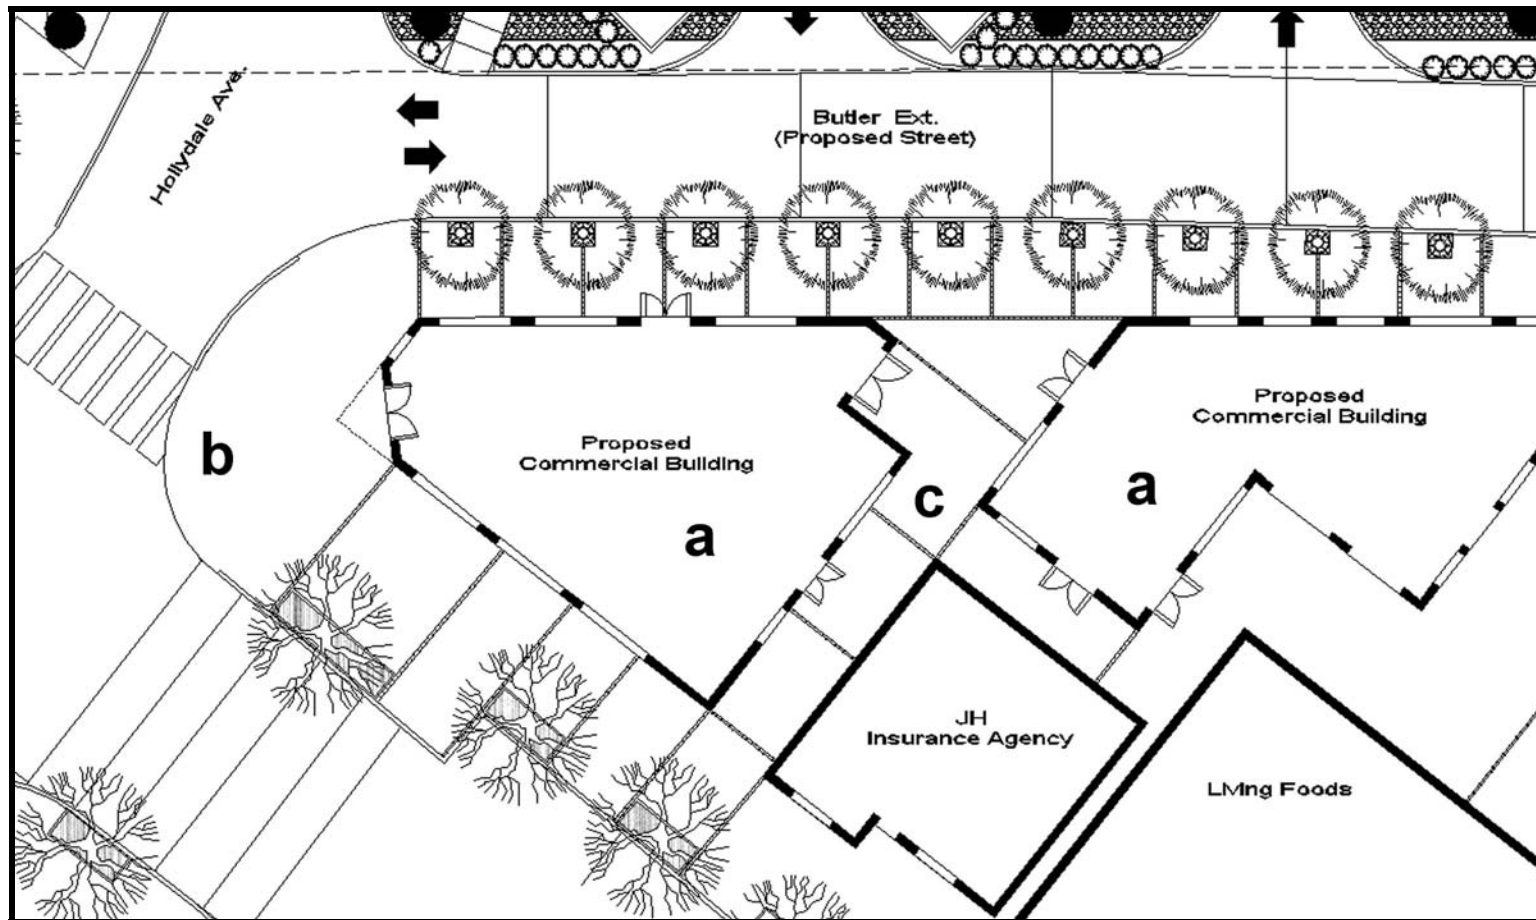 Hollydale Ave.
Butler Ext.
(Proposed Street)
Proposed
Commercial Building
Proposed
Commercial Building
b
a
c
a
JH
Insurance Agency
Living Foods